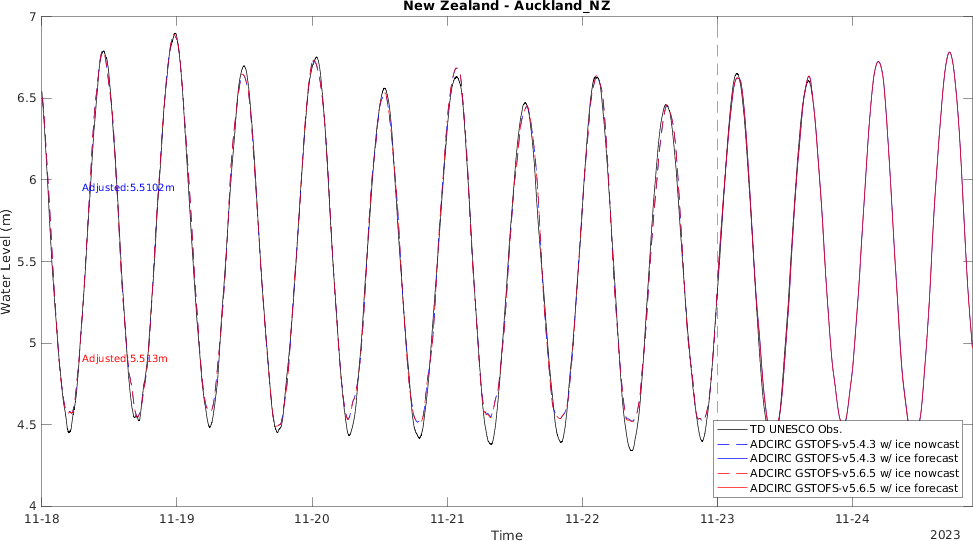 New Zealand - Auckland_NZ
7
6.5
6
5.5
5
4.5
4
Water Level (m)
Adjusted:5.5102m
Adjusted:5.513m
TD UNESCO Obs.
ADCIRC GSTOFS-v5.4.3 w/ ice nowcast
ADCIRC GSTOFS-v5.4.3 w/ ice forecast
ADCIRC GSTOFS-v5.6.5 w/ ice nowcast
ADCIRC GSTOFS-v5.6.5 w/ ice forecast
11-18 11-19 11-20 11-21 11-22 11-23 11-24
Time
2023